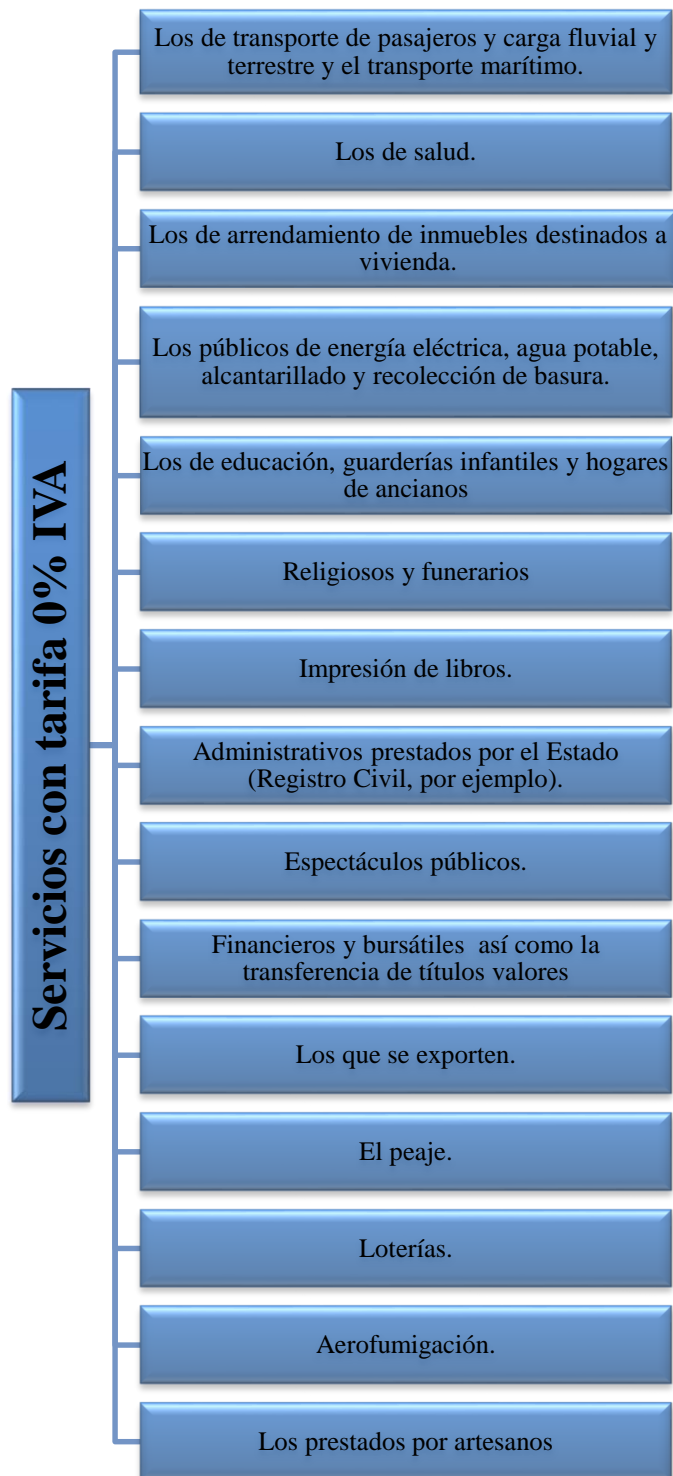 Servicios con tarifa 0% IVA
Los de transporte de pasajeros y carga fluvial y
terrestre y el transporte marítimo.
Los de salud.
Los de arrendamiento de inmuebles destinados a
vivienda.
Los públicos de energía eléctrica, agua potable,
alcantarillado y recolección de basura.
Los de educación, guarderías infantiles y hogares
de ancianos
Religiosos y funerarios
Impresión de libros.
Administrativos prestados por el Estado
(Registro Civil, por ejemplo).
Espectáculos públicos.
Financieros y bursátiles  así como la
transferencia de títulos valores
Los que se exporten.
El peaje.
Loterías.
Aerofumigación.
Los prestados por artesanos